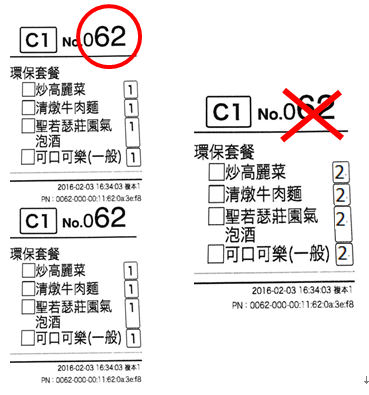 C1 No.062
環保套餐
炒高麗菜 1
清燉牛肉麵 1
聖若瑟莊園氣泡酒 1
可口可樂(一般) 1
2016-02-03 16:34:03 複本1
PN : 0062-000-00:11:62:0a:3e:f8
C1 No.062
環保套餐
炒高麗菜 1
清燉牛肉麵 1
聖若瑟莊園氣
泡酒 1
可口可樂(一般) 1
2016-02-03 16:34:03 複本1
PN : 0062-000-00:11:62:0a:3e:f8
C1 No.062
環保套餐
炒高麗菜 2
清燉牛肉麵 2
聖若瑟莊園氣
泡酒 2
可口可樂(一般) 2
2016-02-03 16:34:03 複本1
PN : 0062-000-00:11:62:0a:3e:f8